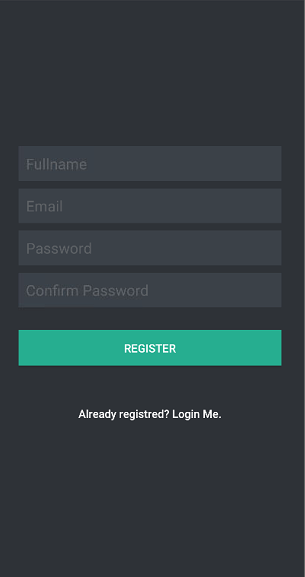 Fullname
Email
Password
Confirm Password
REGISTER
Already registred? Login Me.